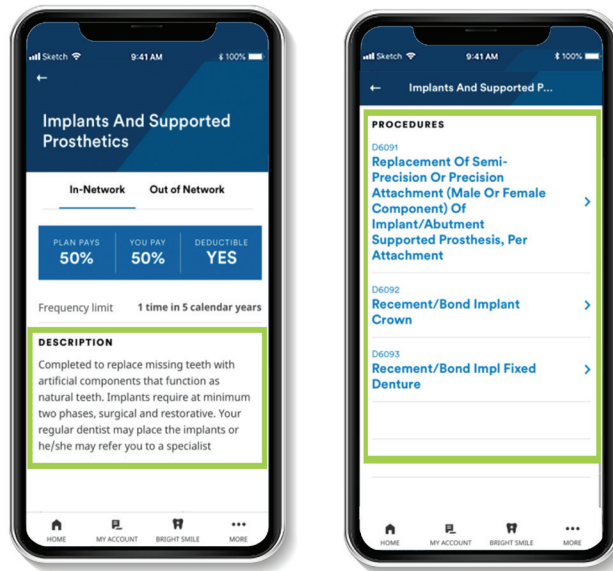 Sketch 9:41 AM 100%
Implants And Supported
Prosthetics
In-Network Out of Network
PLAN PAYS YOU PAY DEDUCTIBLE
50% 50% YES
Frequency limit 1 time in 5 calendar years
DESCRIPTION
Completed to replace missing teeth with
artificial components that function as
natural teeth. Implants require at minimum
two phases, surgical and restorative. Your
regular dentist may place the implants or
he/she may refer you to a specialist
HOME MY ACCOUNT BRIGHT SMILE MORE
Sketch 9:41 AM 100%
Implants And Supported P...
PROCEDURES
D6091
Replacement Of Semi-
Precision Or Precision
Attachment (Male Or Female
Component) Of
Implant/Abutment
Supported Prosthesis, Per
Attachment
D6092
Recement/Bond Implant
Crown
D6093
Recement/Bond Impl Fixed
Denture
HOME MY ACCOUNT BRIGHT SMILE MORE